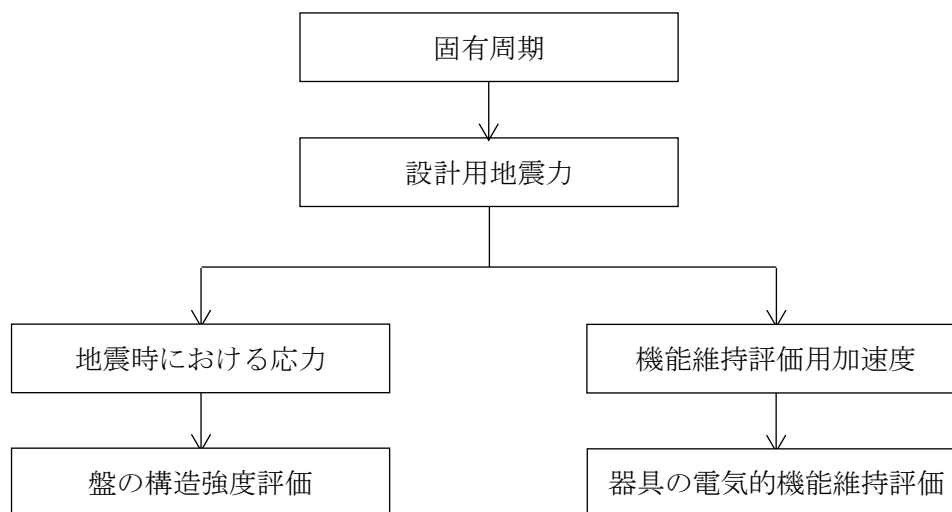 固有周期
設計用地震力
地震時における応力
機能維持評価用加速度
盤の構造強度評価
器具の電気的機能維持評価